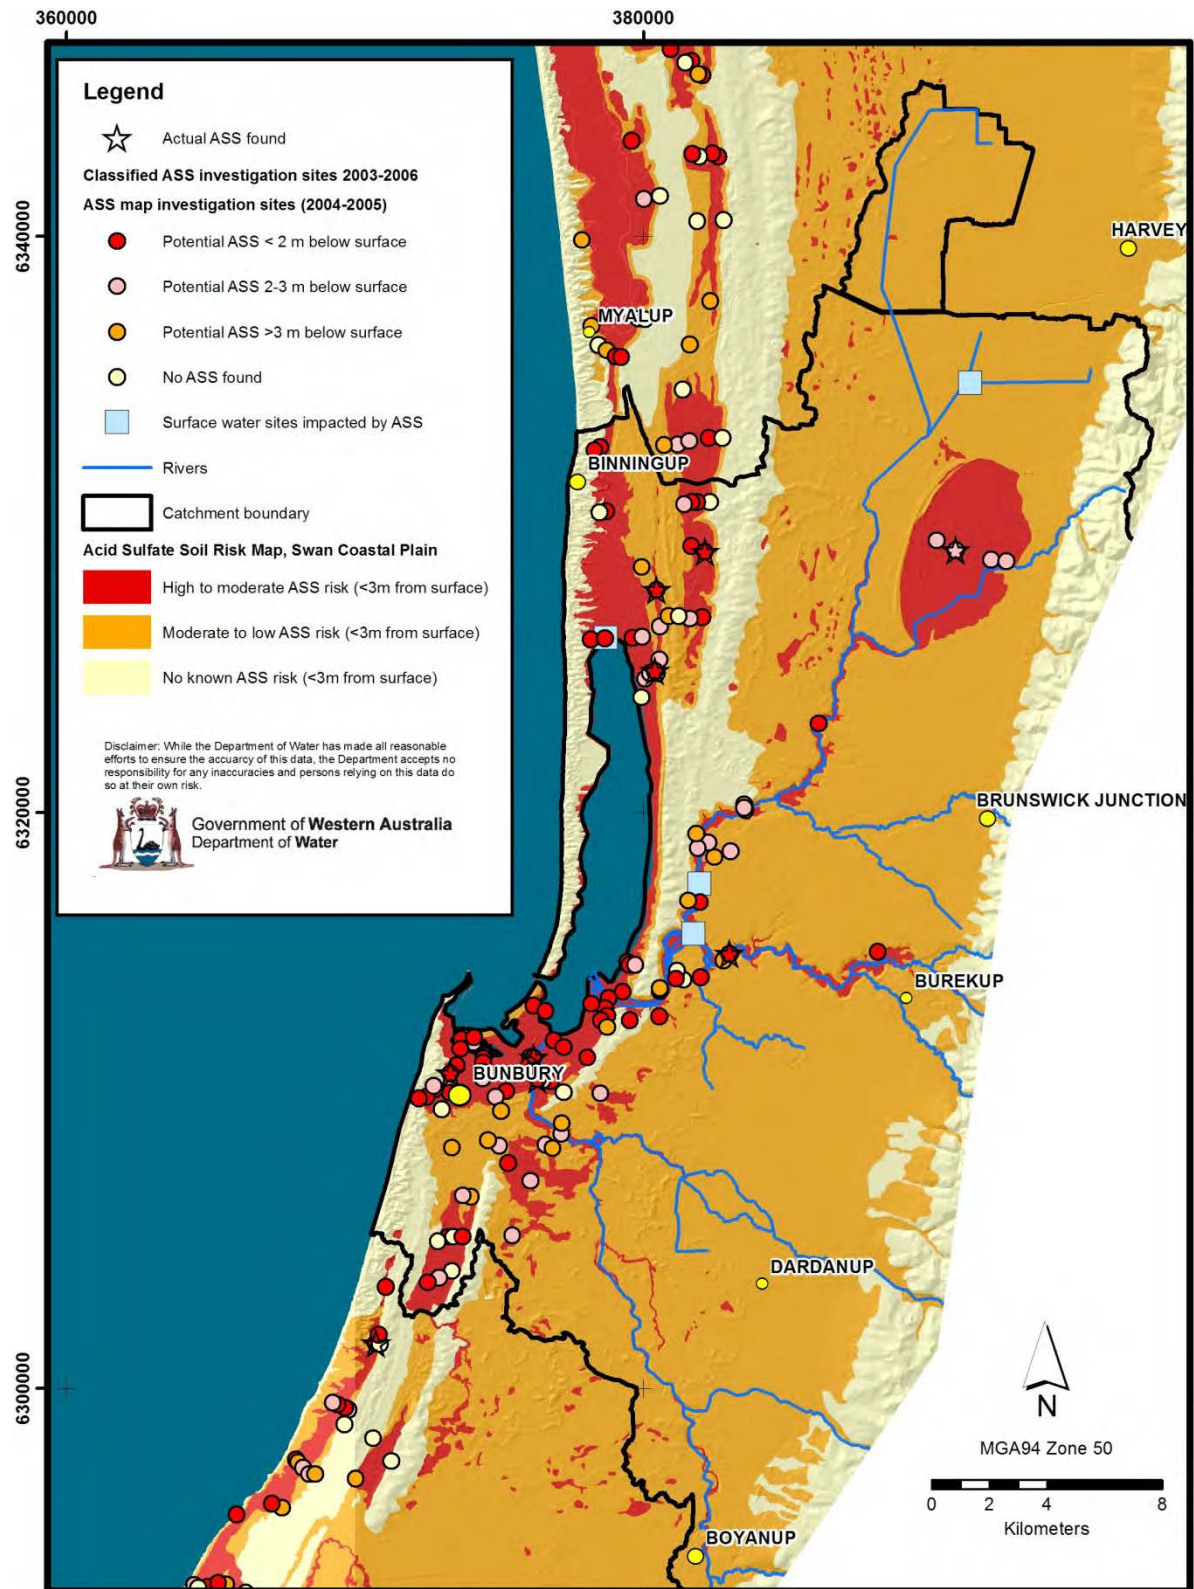 360000
380000
Legend
Actual ASS found
Classified ASS investigation sites 2003-2006
ASS map investigation sites (2004-2005)
Potential ASS < 2 m below surface
Potential ASS 2-3 m below surface
Potential ASS >3 m below surface
No ASS found
Surface water sites impacted by ASS
Rivers
Catchment boundary
Acid Sulfate Soil Risk Map, Swan Coastal Plain
High to moderate ASS risk (<3m from surface)
Moderate to low ASS risk (<3m from surface)
No known ASS risk (<3m from surface)
Disclaimer: While the Department of Water has made all reasonable
efforts to ensure the accuarcy of this data, the Department accepts no
responsibility for any inaccuracies and persons relying on this data do
so at their own risk.
Government of Western Australia
Department of Water
6340000
6320000
6300000
HARVEY
MYALUP
BINNINGUP
BRUNSWICK JUNCTION
BUREKUP
BUNBURY
DARDANUP
BOYANUP
N
MGA94 Zone 50
0 2 4 8
Kilometers